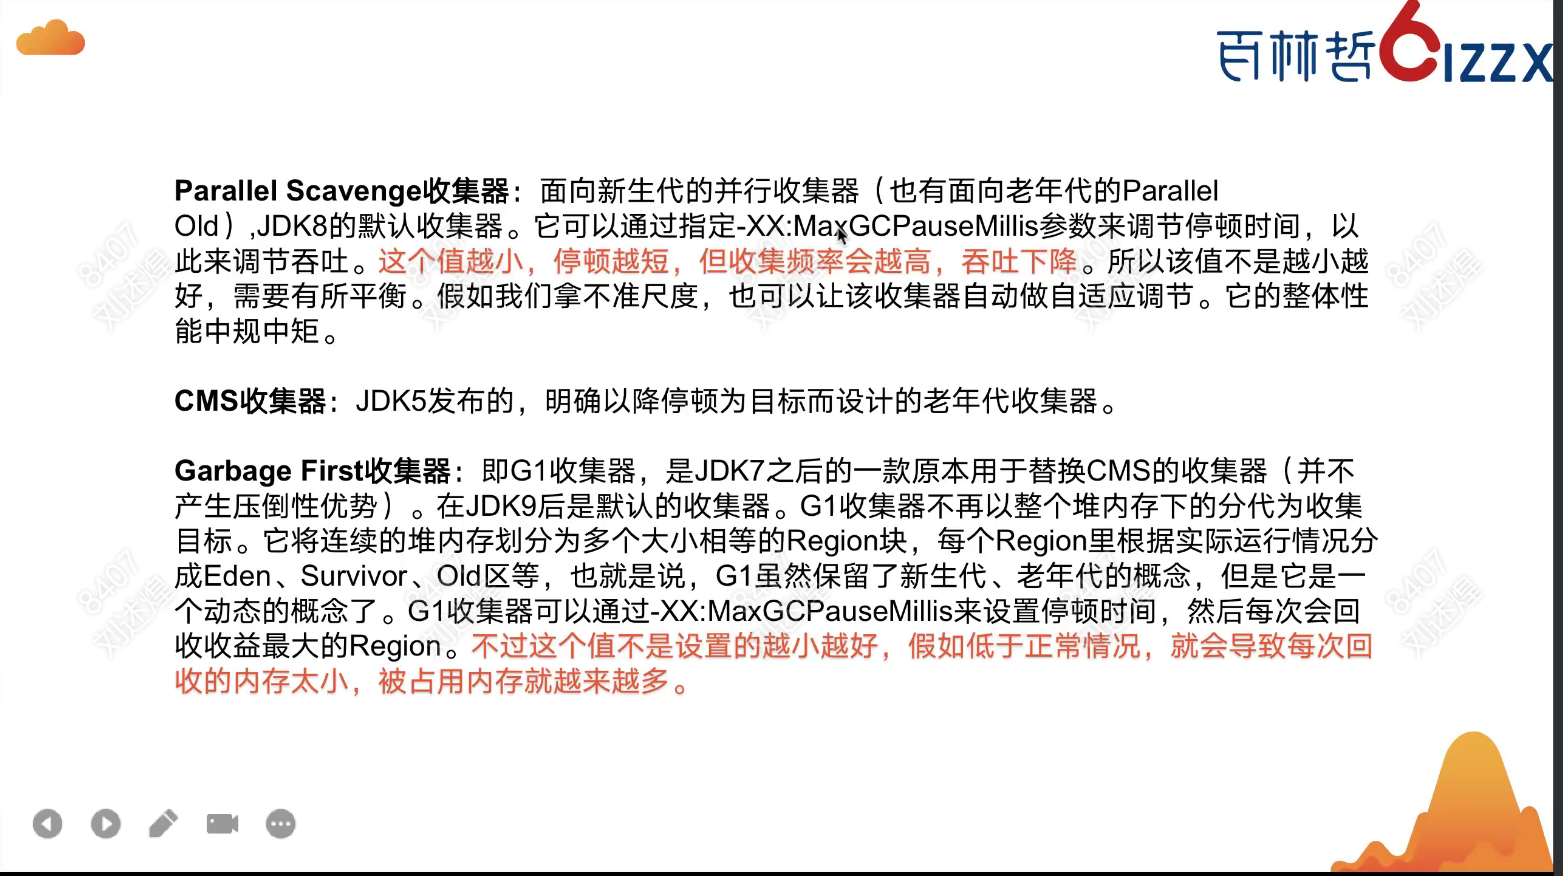 百林哲 6izzx
Parallel Scavenge收集器：面向新生代的并行收集器（也有面向老年代的Parallel
Old）,JDK8的默认收集器。它可以通过指定-XX:MaxGCPauseMillis参数来调节停顿时间，以
此来调节吞吐。这个值越小，停顿越短，但收集频率会越高，吞吐下降。所以该值不是越小越
好，需要有所平衡。假如我们拿不准尺度，也可以让该收集器自动做自适应调节。它的整体性
能中规中矩。
CMS收集器：JDK5发布的，明确以降停顿为目标而设计的老年代收集器。
Garbage First收集器：即G1收集器，是JDK7之后的一款原本用于替换CMS的收集器（并不
产生压倒性优势）。在JDK9后是默认的收集器。G1收集器不再以整个堆内存下的分代为收集
目标。它将连续的堆内存划分为多个大小相等的Region块，每个Region里根据实际运行情况分
成Eden、Survivor、Old区等，也就是说，G1虽然保留了新生代、老年代的概念，但是它是一
个动态的概念了。G1收集器可以通过-XX:MaxGCPauseMillis来设置停顿时间，然后每次会回
收收益最大的Region。不过这个值不是设置的越小越好，假如低于正常情况，就会导致每次回
收的内存太小，被占用内存就越来越多。
8407
8407
8407
8407